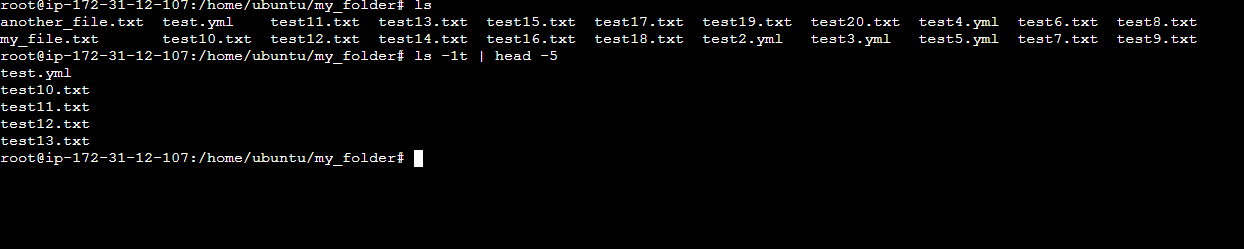 root@ip-172-31-12-107:/home/ubuntu/my_folder# ls
another_file.txt  test.yml    test11.txt  test13.txt  test15.txt  test17.txt  test19.txt  test20.txt  test4.yml  test6.txt  test8.txt
my_file.txt       test10.txt  test12.txt  test14.txt  test16.txt  test18.txt  test2.yml   test3.yml   test5.yml  test7.txt  test9.txt
root@ip-172-31-12-107:/home/ubuntu/my_folder# ls -1t | head -5
test.yml
test10.txt
test11.txt
test12.txt
test13.txt
root@ip-172-31-12-107:/home/ubuntu/my_folder#